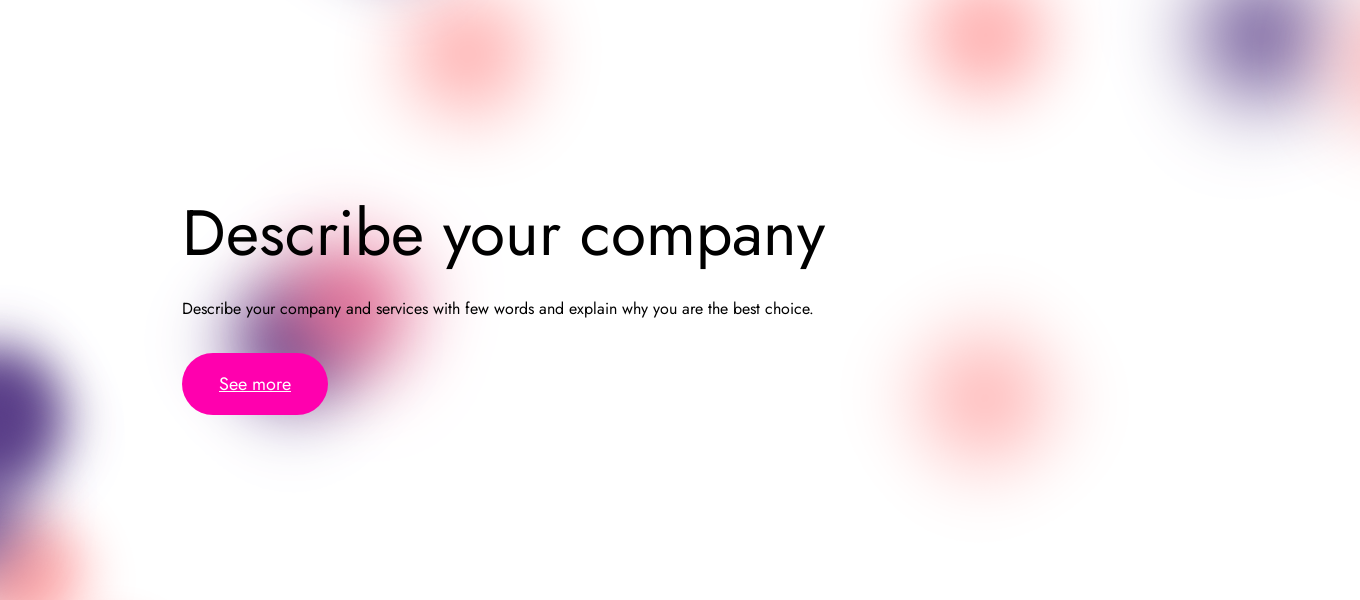 Describe your company
Describe your company and services with few words and explain why you are the best choice.
See more